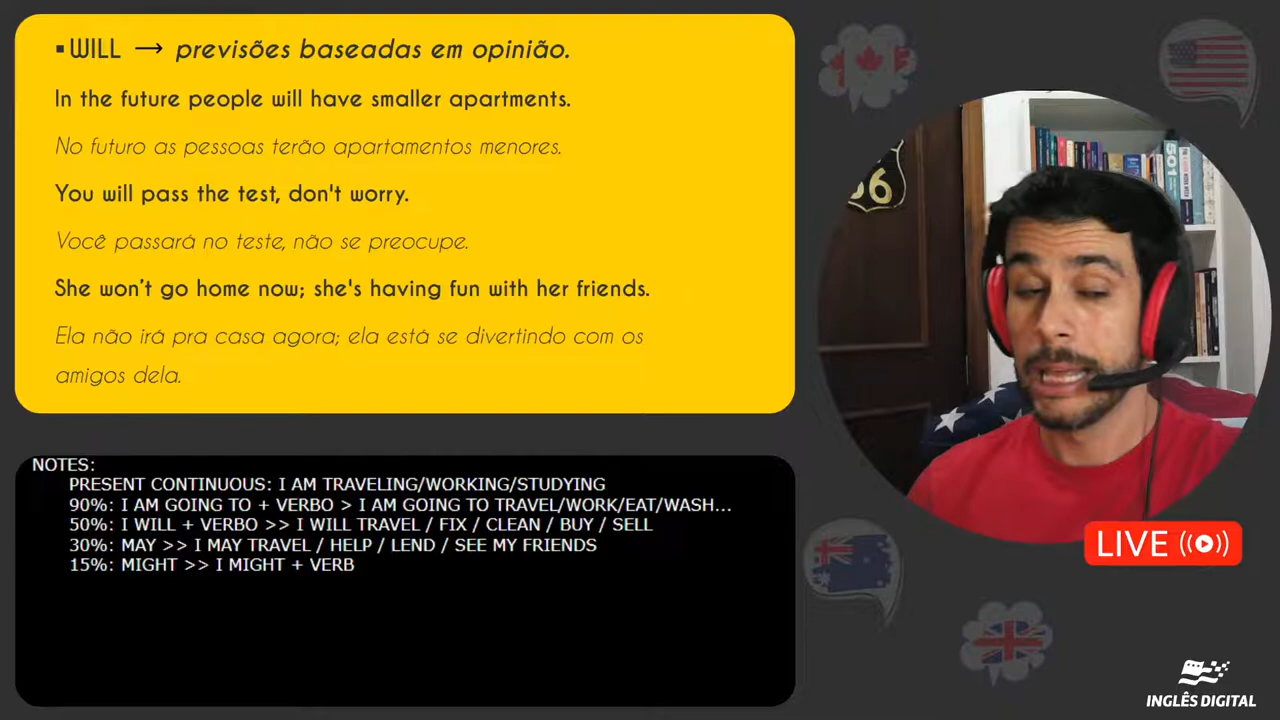 ▪WILL → previsões baseadas em opinião.
In the future people will have smaller apartments.
No futuro as pessoas terão apartamentos menores.
You will pass the test, don't worry.
Você passará no teste, não se preocupe.
She won't go home now; she's having fun with her friends.
Ela não irá pra casa agora; ela está se divertindo com os
amigos dela.
NOTES:
PRESENT CONTINUOUS: I AM TRAVELING/WORKING/STUDYING
90%: I AM GOING TO + VERBO > I AM GOING TO TRAVEL/WORK/EAT/WASH...
50%: I WILL + VERBO >> I WILL TRAVEL / FIX / CLEAN / BUY / SELL
30%: MAY >> I MAY TRAVEL / HELP / LEND / SEE MY FRIENDS
15%: MIGHT >> I MIGHT + VERB
66
501
LIVE
INGLÊS DIGITAL